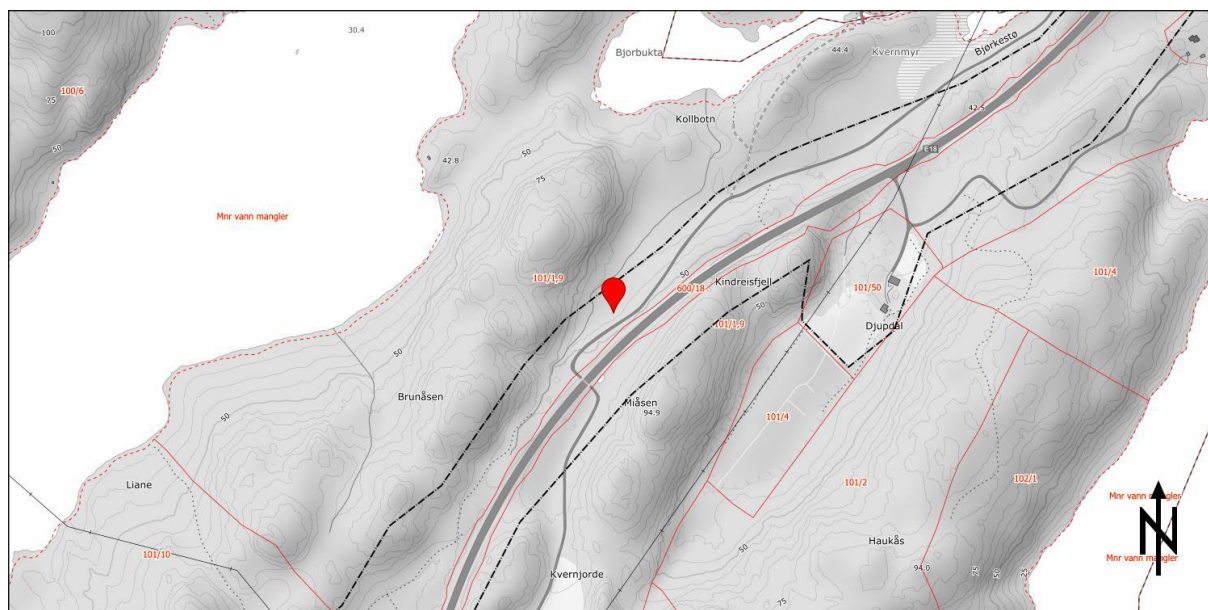 100
30.4
Bjorbukta
44.4
Kvernmyr
Bjørkestø
100/6
75
42.5
Kollbotn
50
50
E18
42.8
75
Mnr vann mangler
101/1,9
50
600/18
Kindreisfjell
101/50
101/4
50
101/1,9
Djupdal
50
Brunåsen
Miåsen
94.9
50
101/4
Liane
101/2
102/1
Mnr vann mangler
N
50
Haukås
101/10
Mnr vann mangler
94.0
25
50
25
Kvernjorde
75